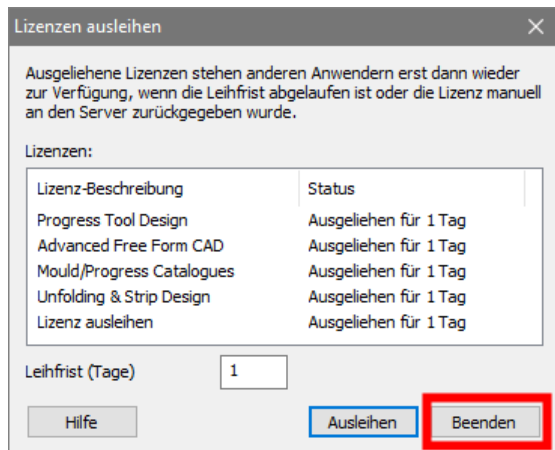 Lizenzen ausleihen
Ausgeliehene Lizenzen stehen anderen Anwendern erst dann wieder
zur Verfügung, wenn die Leihfrist abgelaufen ist oder die Lizenz manuell
an den Server zurückgegeben wurde.
Lizenzen:
Lizenz-Beschreibung Status
Progress Tool Design Ausgeliehen für 1 Tag
Advanced Free Form CAD Ausgeliehen für 1 Tag
Mould/Progress Catalogues Ausgeliehen für 1 Tag
Unfolding & Strip Design Ausgeliehen für 1 Tag
Lizenz ausleihen Ausgeliehen für 1 Tag
Leihfrist (Tage) 1
Hilfe Ausleihen Beenden